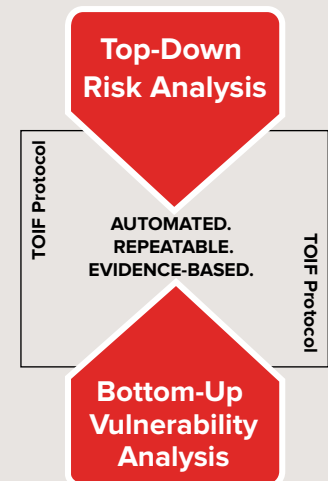 Top-Down
Risk Analysis
TOIF Protocol
AUTOMATED.
REPEATABLE.
EVIDENCE-BASED.
TOIF Protocol
Bottom-Up
Vulnerability
Analysis